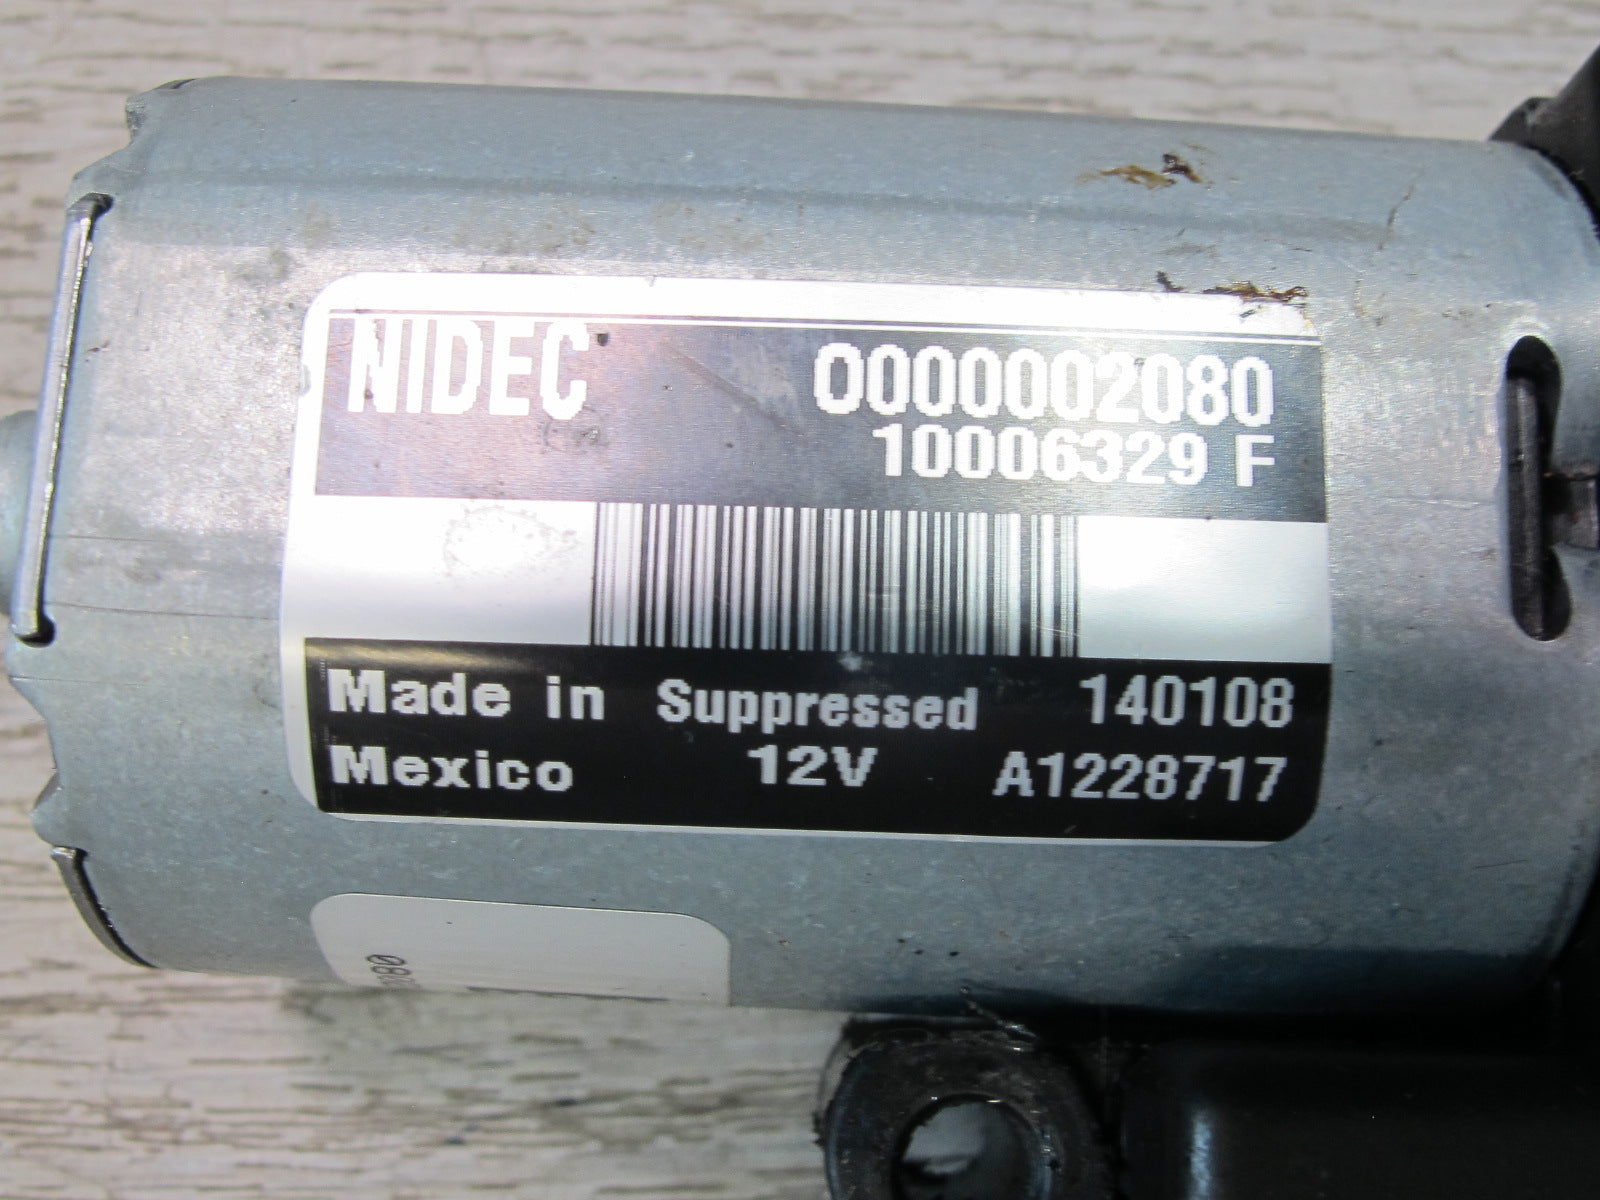 NIDEC 0000002080
10006329 F
Made in Suppressed 140108
Mexico 12V A1228717